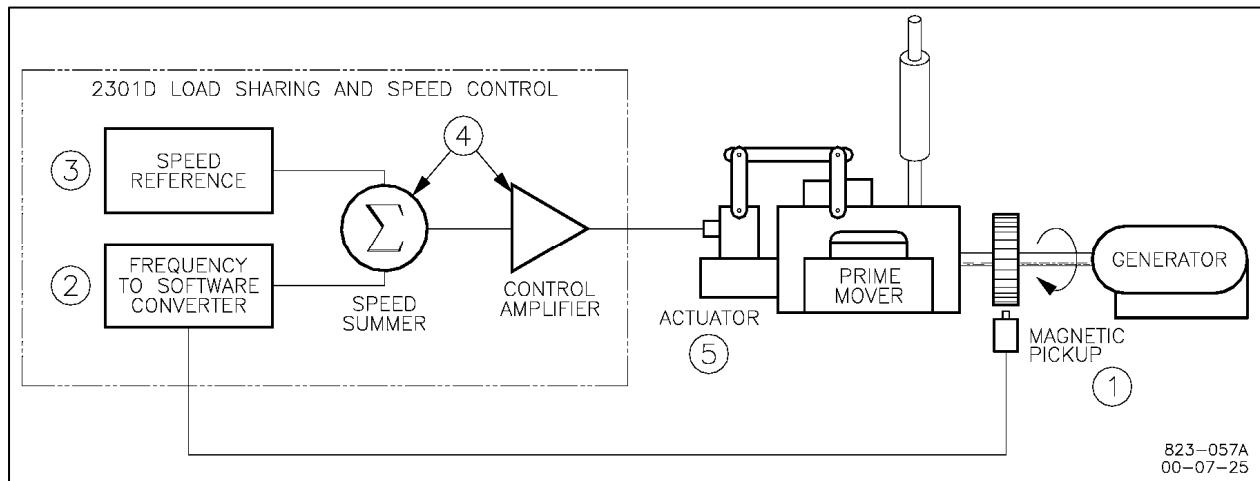 2301D LOAD SHARING AND SPEED CONTROL
4
3
SPEED
REFERENCE
Σ
2
FREQUENCY
TO SOFTWARE
CONVERTER
SPEED
SUMMER
CONTROL
AMPLIFIER
ACTUATOR
5
PRIME
MOVER
GENERATOR
MAGNETIC
PICKUP
1
823-057A
00-07-25